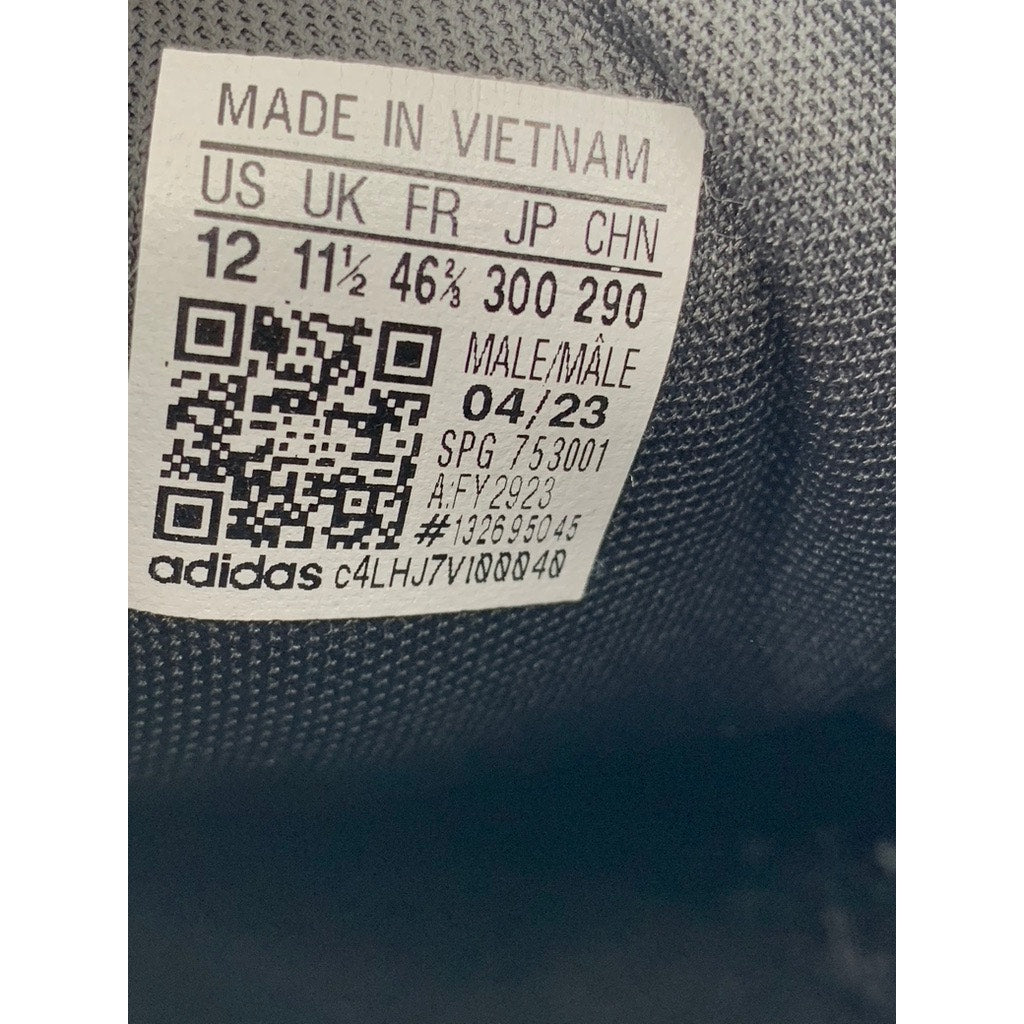 MADE IN VIETNAM
US UK FR JP CHN
12 11½ 46⅔ 300 290
MALE/MÂLE
04/23
SPG 753001
A:FY2923
#132695045
adidas c4LHJ7V100040